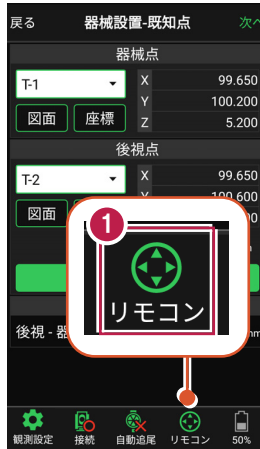 戻る 器械設置-既知点 次へ
器械点
T-1 X 99.650
Y 100.200
図面 座標 Z 5.200
後視点
T-2 X 99.650
Y 100.600
図面
1
リモコン
後視 - 器
観測設定 接続 自動追尾 リモコン 50%